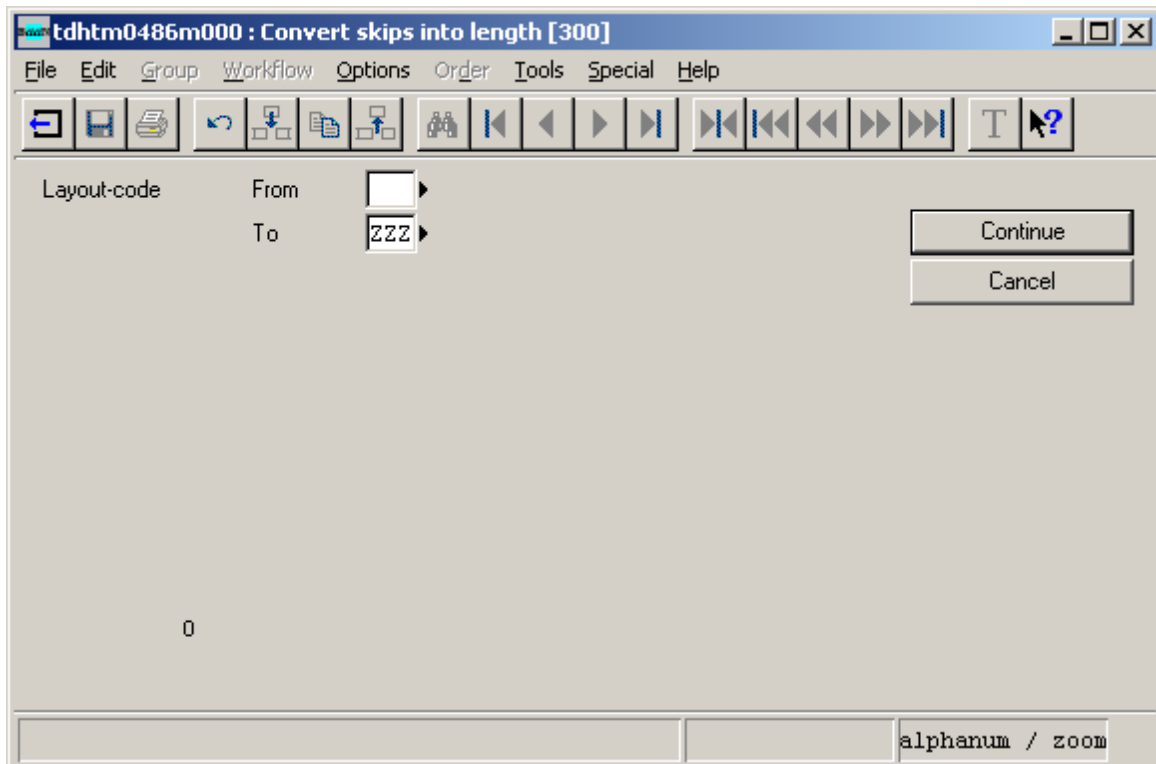 tdhtm0486m000 : Convert skips into length [300]
File Edit Group Workflow Options Order Tools Special Help
T ?
Layout-code From
To ZZZ
Continue
Cancel
0
alphanum / zoom